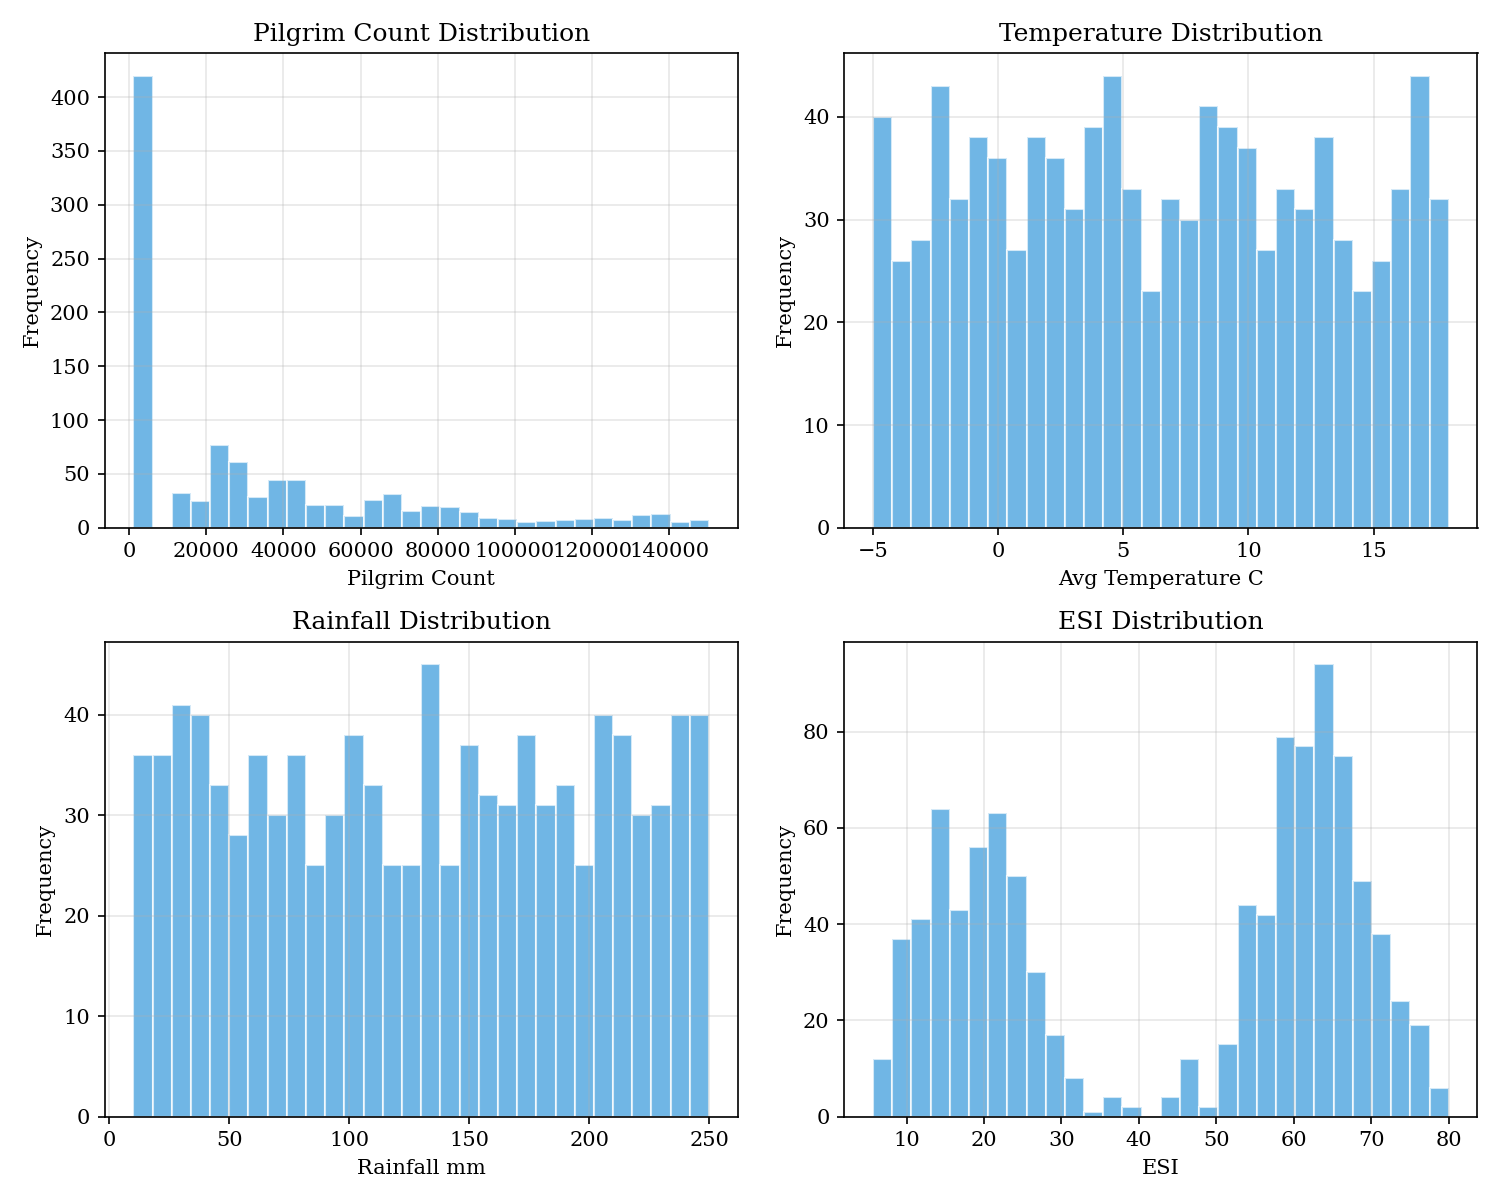 Pilgrim Count Distribution
400
350
300
250
200
150
100
50
0
Frequency
0 20000 40000 60000 80000 100000 120000 140000
Pilgrim Count
Temperature Distribution
40
30
20
10
0
Frequency
−5 0 5 10 15
Avg Temperature C
Rainfall Distribution
40
30
20
10
0
Frequency
0 50 100 150 200 250
Rainfall mm
ESI Distribution
80
60
40
20
0
Frequency
10 20 30 40 50 60 70 80
ESI